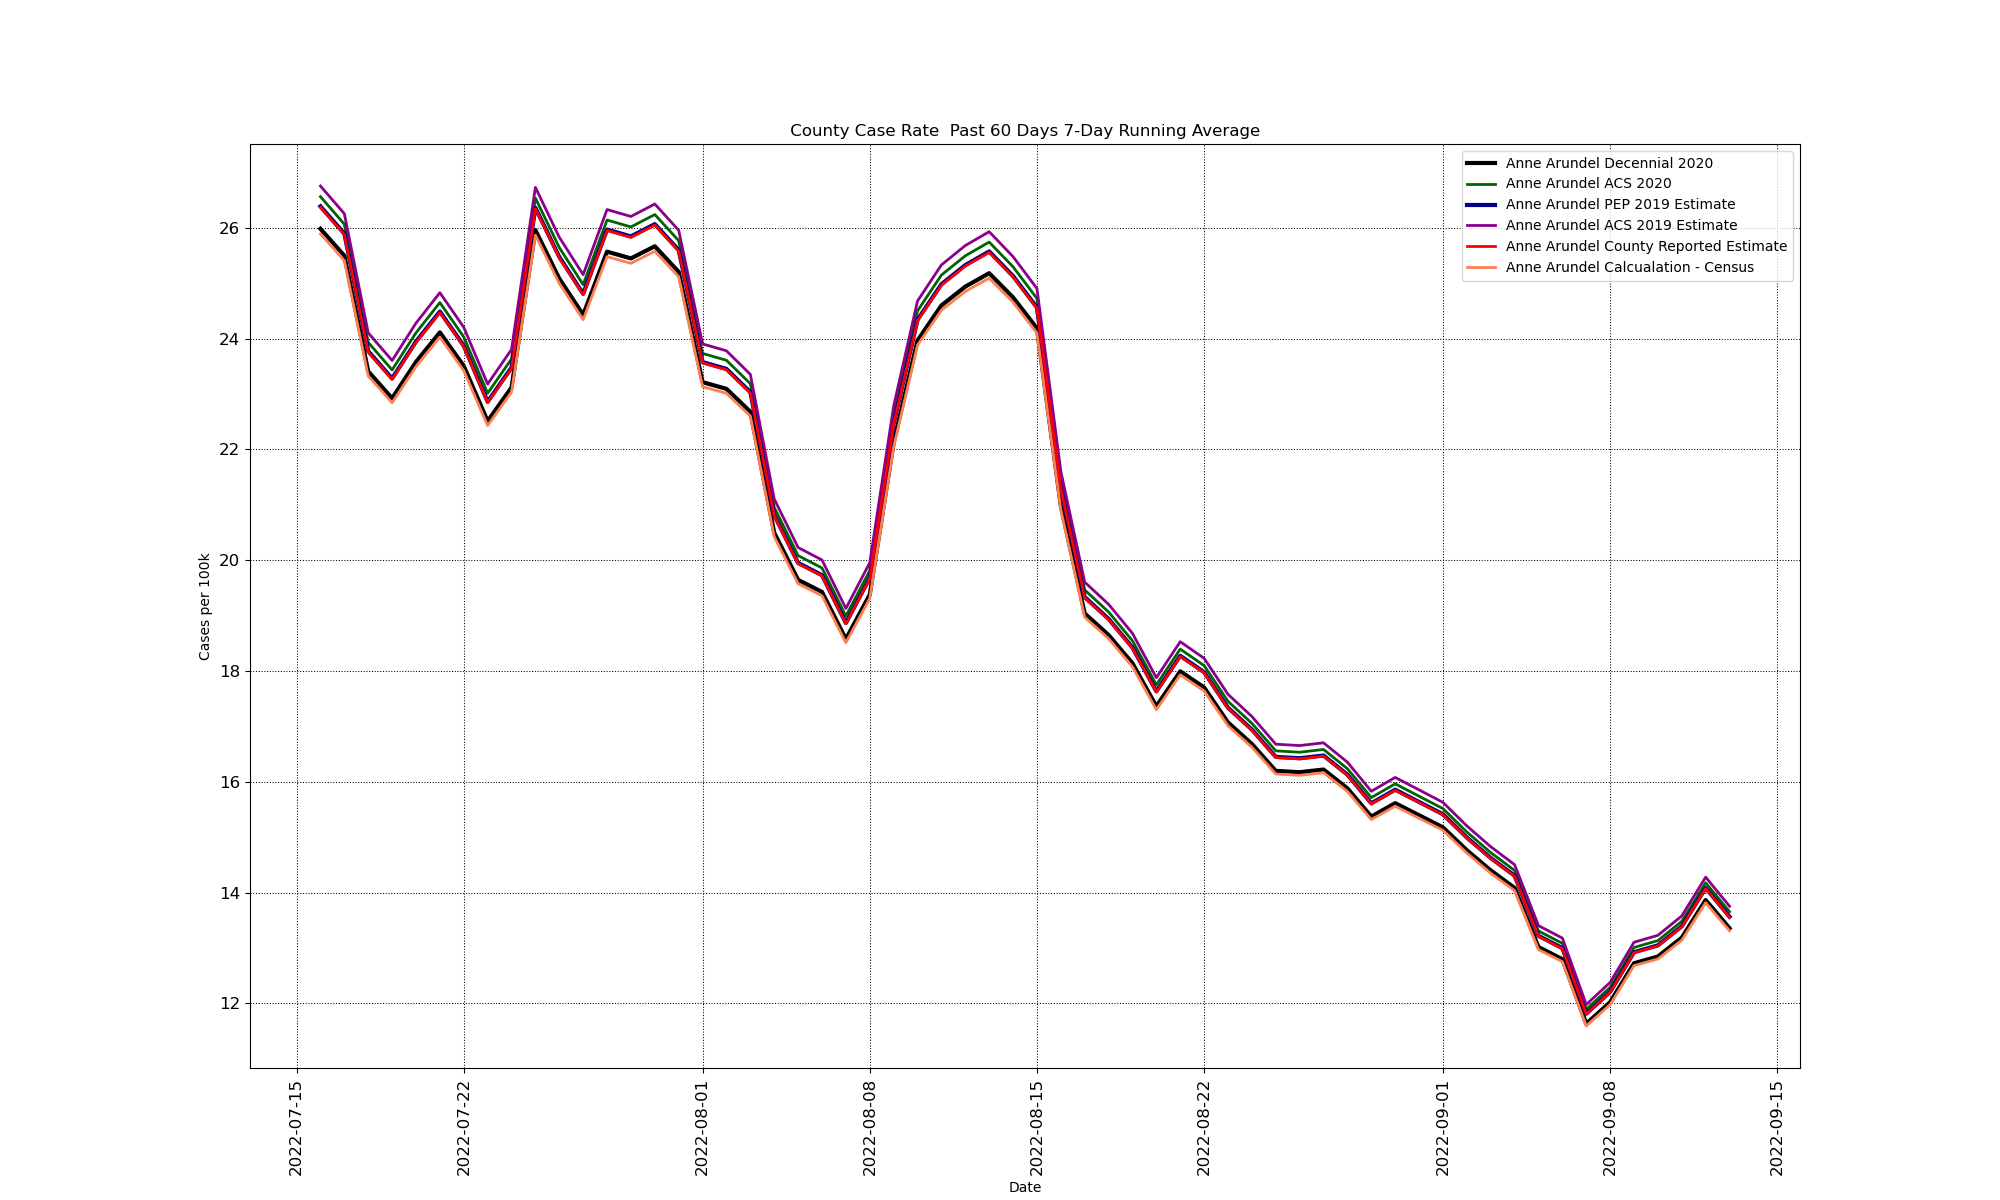 County Case Rate  Past 60 Days 7-Day Running Average
Anne Arundel Decennial 2020
Anne Arundel ACS 2020
Anne Arundel PEP 2019 Estimate
Anne Arundel ACS 2019 Estimate
Anne Arundel County Reported Estimate
Anne Arundel Calcualation - Census
Cases per 100k
26
24
22
20
18
16
14
12
2022-07-15
2022-07-22
2022-08-01
2022-08-08
2022-08-15
2022-08-22
2022-09-01
2022-09-08
2022-09-15
Date